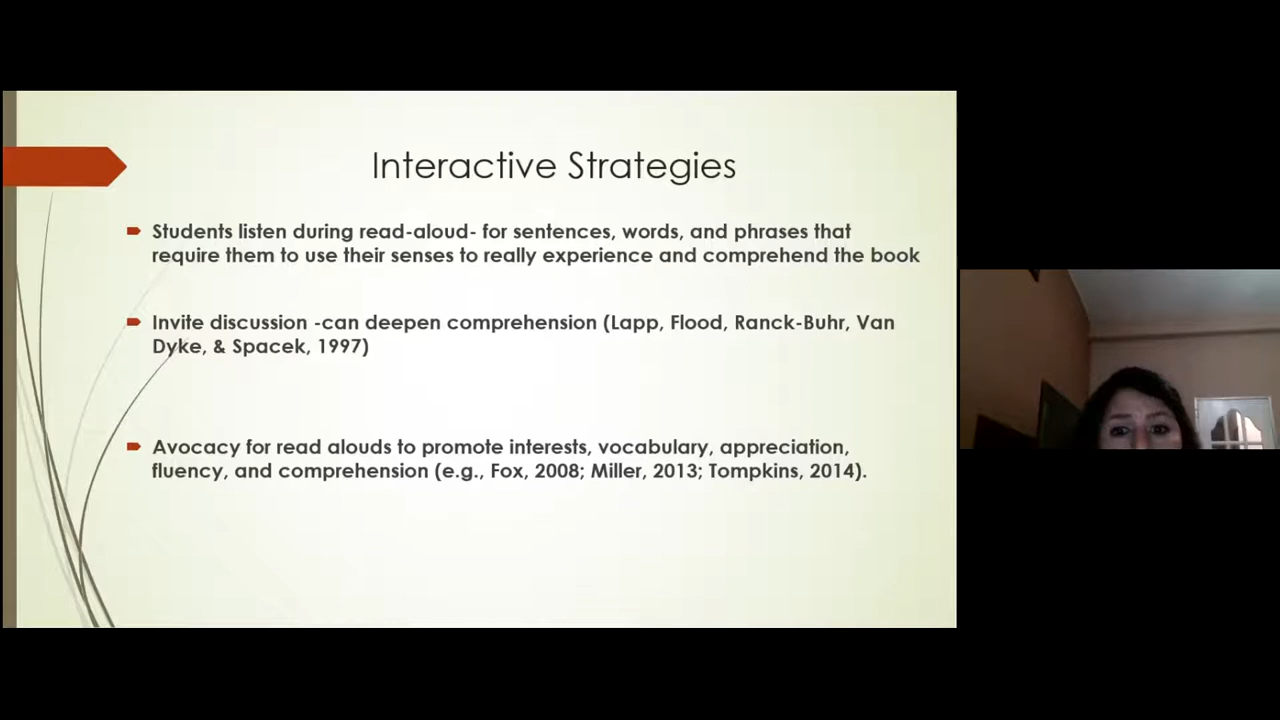 Interactive Strategies
Students listen during read-aloud- for sentences, words, and phrases that
require them to use their senses to really experience and comprehend the book
Invite discussion -can deepen comprehension (Lapp, Flood, Ranck-Buhr, Van
Dyke, & Spacek, 1997)
Avocacy for read alouds to promote interests, vocabulary, appreciation,
fluency, and comprehension (e.g., Fox, 2008; Miller, 2013; Tompkins, 2014).